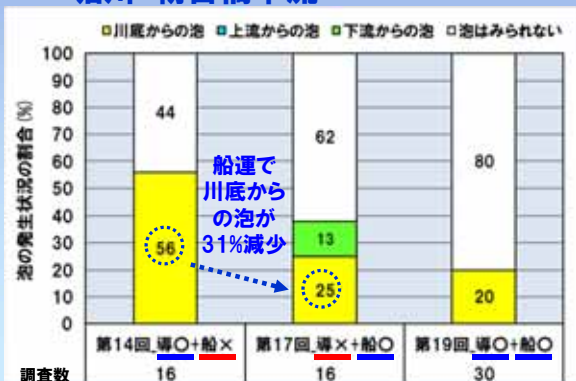 川底からの泡 上流からの泡 下流からの泡 泡はみられない
泡の発生状況の割合(%)
100
90
80
70
60
50
40
30
20
10
0
44
56
62
13
25
80
20
船運で
川底から
の泡が
31%減少
第14回_導〇+船× 第17回_導×+船〇 第19回_導〇+船〇
調査数 16 16 30